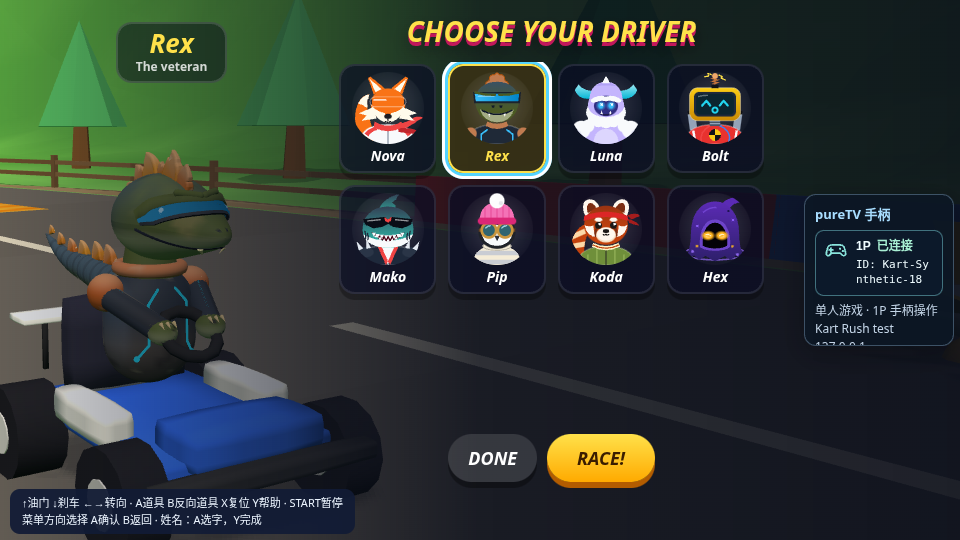 Rex
The veteran
CHOOSE YOUR DRIVER
Nova
Rex
Luna
Bolt
Mako
Pip
Koda
Hex
pureTV 手柄
1P 已连接
ID: Kart-Sy
nthetic-18
单人游戏 · 1P 手柄操作
Kart Rush test
127.0.0.1
DONE
RACE!
↑油门 ↓刹车 ←→转向 · A道具 B反向道具 X复位 Y帮助 · START暂停
菜单方向选择 A确认 B返回 · 姓名：A选字，Y完成